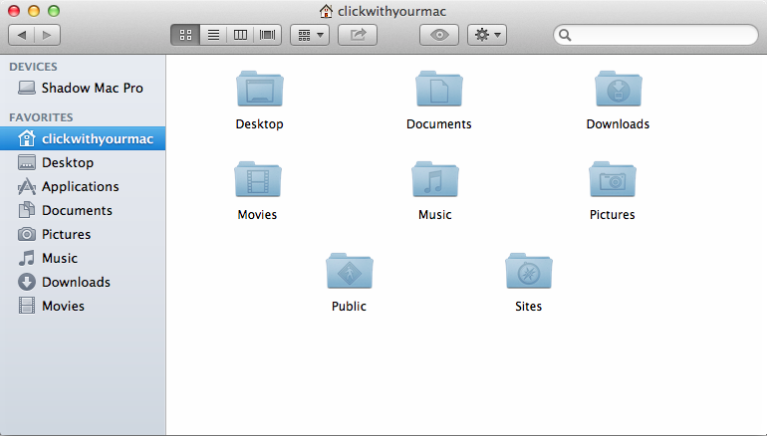 clickwithyourmac
DEVICES
Shadow Mac Pro
FAVORITES
clickwithyourmac
Desktop
Applications
Documents
Pictures
Music
Downloads
Movies
Desktop Documents Downloads
Movies Music Pictures
Public Sites